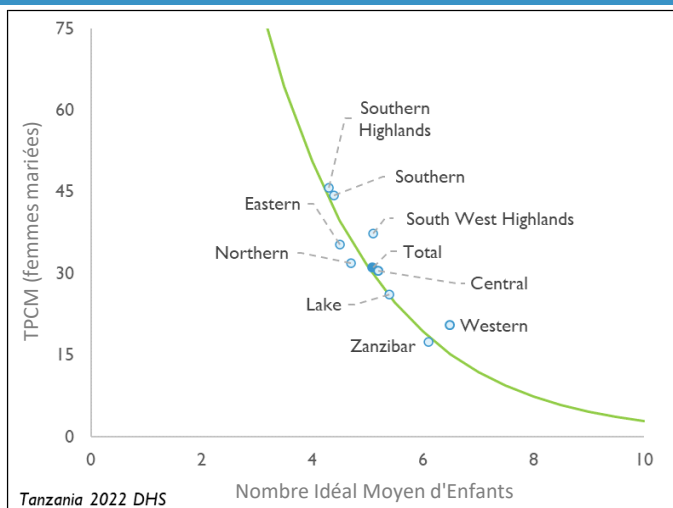 75
60
45
30
15
0
TPCM (femmes mariées)
Southern
Highlands
Southern
Eastern
South West Highlands
Northern
Total
Central
Lake
Western
Zanzibar
0 2 4 6 8 10
Nombre Idéal Moyen d'Enfants
Tanzania 2022 DHS